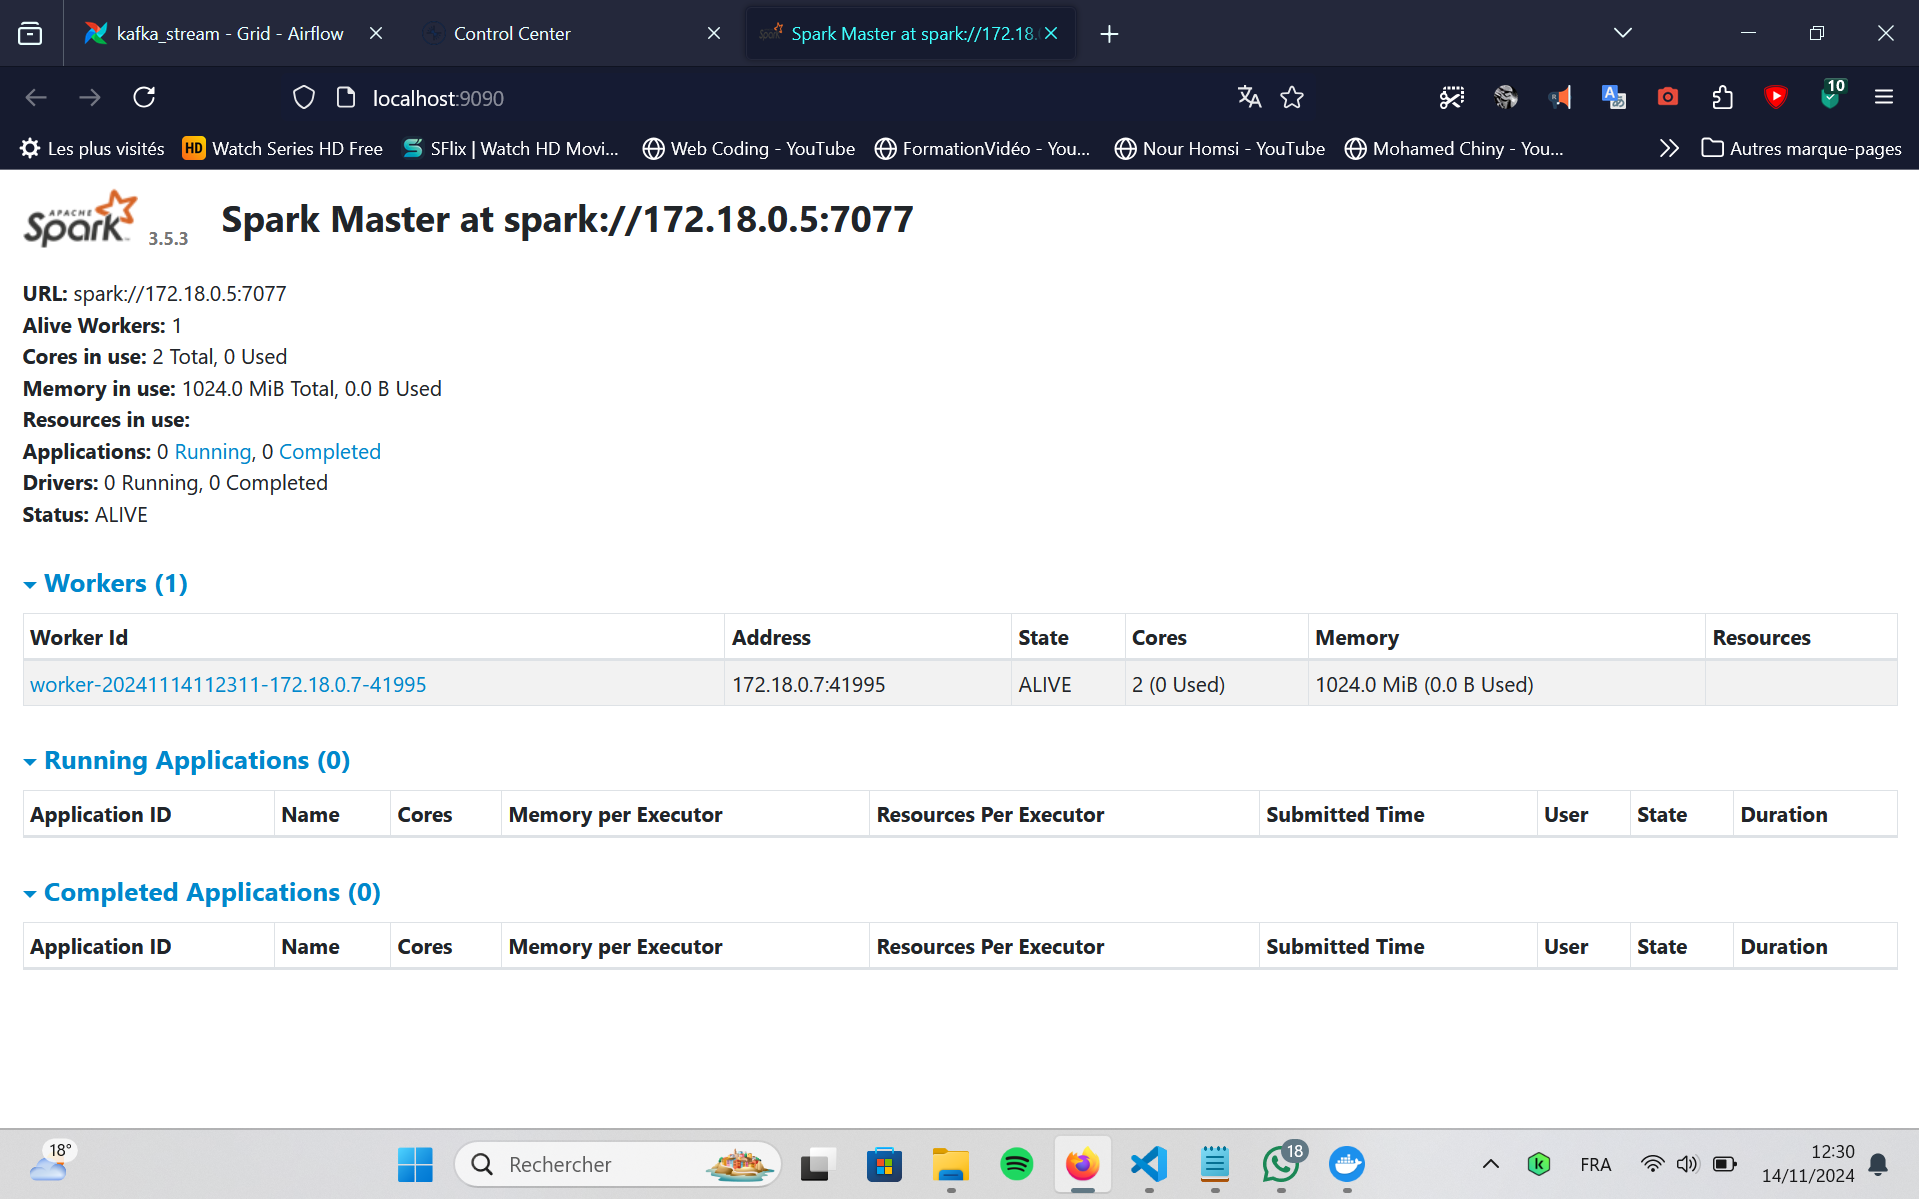 kafka_stream - Grid - Airflow
Control Center
Spark Master at spark://172.18.
localhost:9090
10
Les plus visités
HD Watch Series HD Free
SFlix | Watch HD Movi...
Web Coding - YouTube
FormationVidéo - You...
Nour Homsi - YouTube
Mohamed Chiny - You...
Autres marque-pages
APACHE Spark 3.5.3
Spark Master at spark://172.18.0.5:7077
URL: spark://172.18.0.5:7077
Alive Workers: 1
Cores in use: 2 Total, 0 Used
Memory in use: 1024.0 MiB Total, 0.0 B Used
Resources in use:
Applications: 0 Running, 0 Completed
Drivers: 0 Running, 0 Completed
Status: ALIVE
Workers (1)
Worker Id Address State Cores Memory Resources
worker-20241114112311-172.18.0.7-41995 172.18.0.7:41995 ALIVE 2 (0 Used) 1024.0 MiB (0.0 B Used)
Running Applications (0)
Application ID Name Cores Memory per Executor Resources Per Executor Submitted Time User State Duration
Completed Applications (0)
Application ID Name Cores Memory per Executor Resources Per Executor Submitted Time User State Duration
18°
Rechercher
18
FRA
12:30
14/11/2024